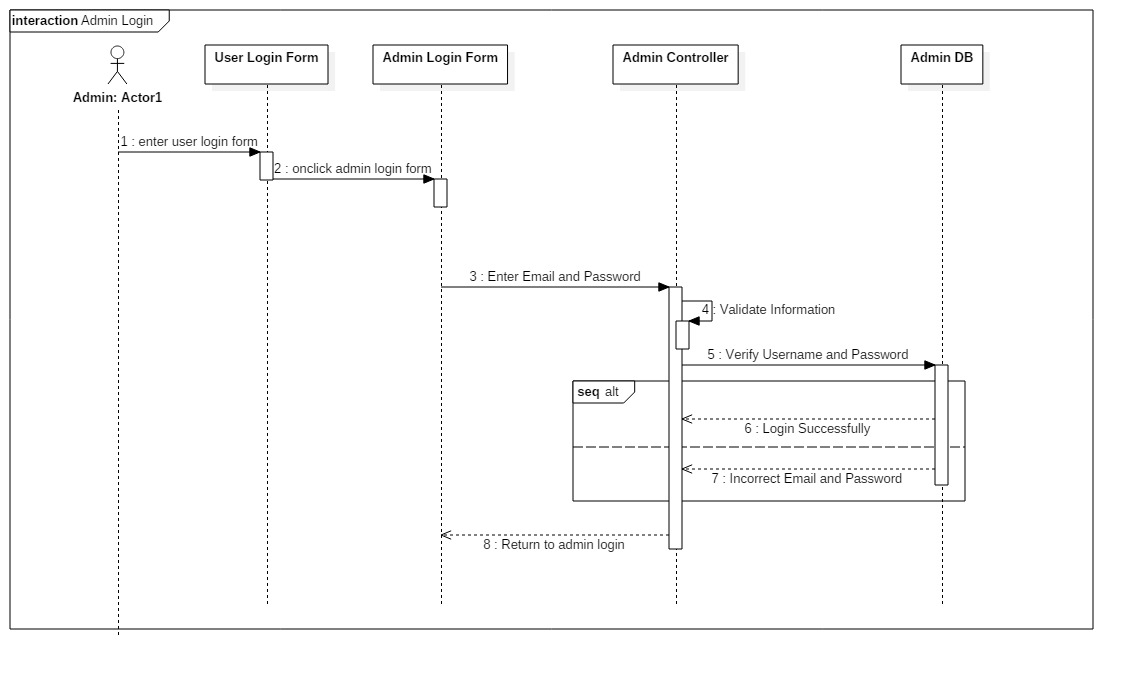 interaction Admin Login
User Login Form
Admin Login Form
Admin Controller
Admin DB
Admin: Actor1
1 : enter user login form
2 : onclick admin login form
3 : Enter Email and Password
4 : Validate Information
5 : Verify Username and Password
seq alt
6 : Login Successfully
7 : Incorrect Email and Password
8 : Return to admin login